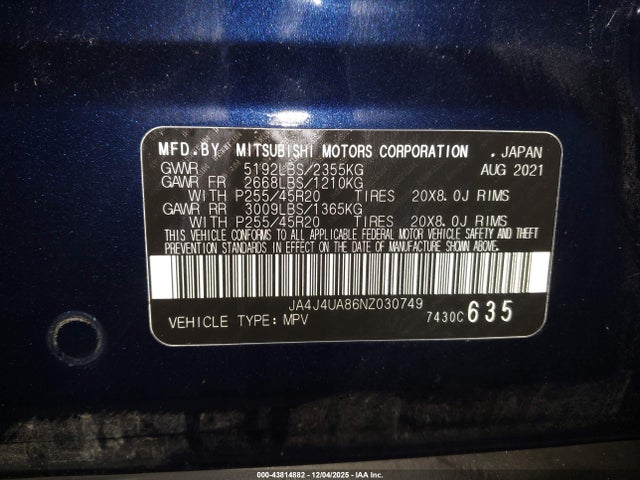 MFD.BY MITSUBISHI MOTORS CORPORATION . JAPAN
GVWR 5192LBS/2355KG AUG 2021
GAWR FR 2668LBS/1210KG
WITH P255/45R20 TIRES 20X8.0J RIMS
GAWR RR 3009LBS/1365KG
WITH P255/45R20 TIRES 20X8.0J RIMS
THIS VEHICLE CONFORMS TO ALL APPLICABLE FEDERAL MOTOR VEHICLE SAFETY AND THEFT
PREVENTION STANDARDS IN EFFECT ON THE DATE OF MANUFACTURE SHOWN ABOVE.
JA4J4UA86NZ030749
VEHICLE TYPE: MPV 7430C 635
000-43814882 - 12/04/2025 - IAA Inc.